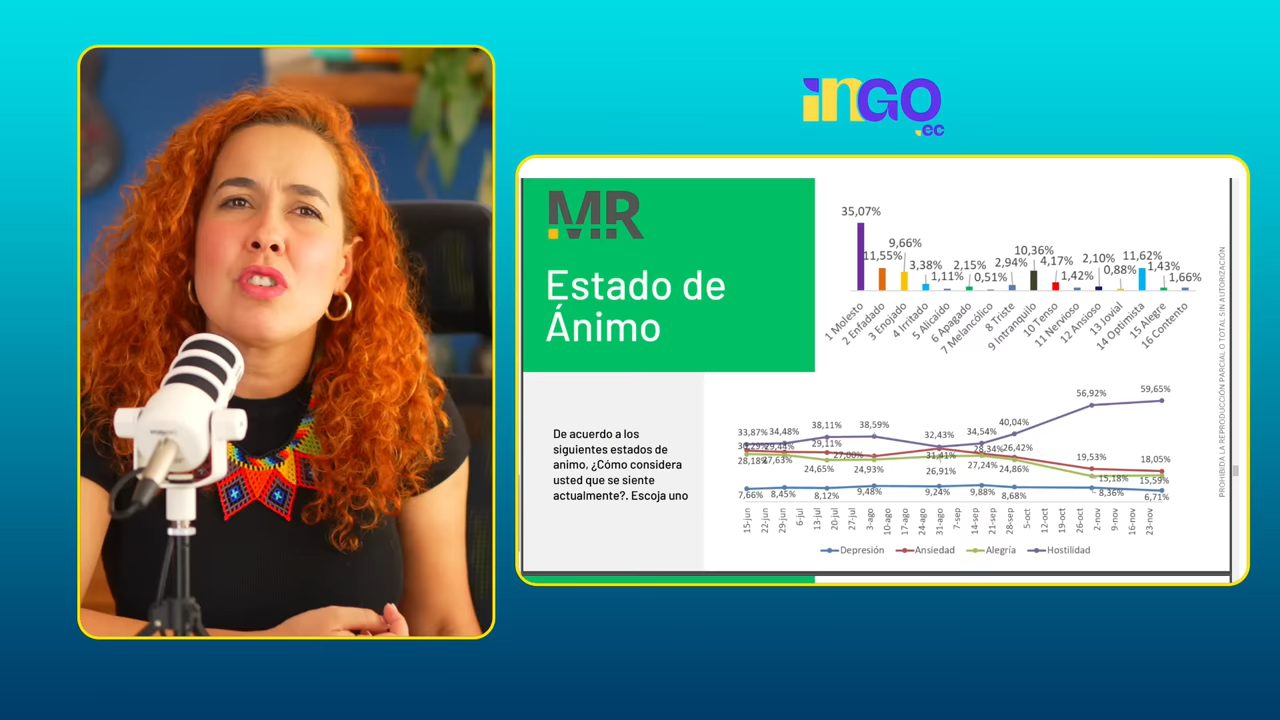 inGO
.ec
MR
Estado de
Ánimo
De acuerdo a los
siguientes estados de
animo, ¿Cómo considera
usted que se siente
actualmente?. Escoja uno
35,07%
11,55%
9,66%
3,38%
1,11%
2,15%
0,51%
2,94%
10,36%
4,17%
1,42%
2,10%
0,88%
11,62%
1,43%
1,66%
1 Molesto
2 Enfadado
3 Enojado
4 Irritado
5 Alicaído
6 Apagado
7 Melancólico
8 Triste
9 Intranquilo
10 Tenso
11 Nervioso
12 Ansioso
13 Jovial
14 Optimista
15 Alegre
16 Contento
33,87% 34,48% 38,11% 38,59% 32,43% 34,54% 40,04% 56,92% 59,65%
29,11% 31,41% 28,34% 26,42% 19,53% 18,05%
28,18% 27,63% 24,65% 24,93% 26,91% 27,24% 24,86% 15,18% 15,59%
7,66% 8,45% 8,12% 9,48% 9,24% 9,88% 8,68% 8,36% 6,71%
15-jun
22-jun
29-jun
6-jul
13-jul
20-jul
27-jul
3-ago
10-ago
17-ago
24-ago
31-ago
7-sep
14-sep
21-sep
28-sep
5-oct
12-oct
19-oct
26-oct
2-nov
9-nov
16-nov
23-nov
Depresión Ansiedad Alegría Hostilidad
PROHIBIDA LA REPRODUCCIÓN PARCIAL O TOTAL SIN AUTORIZACIÓN